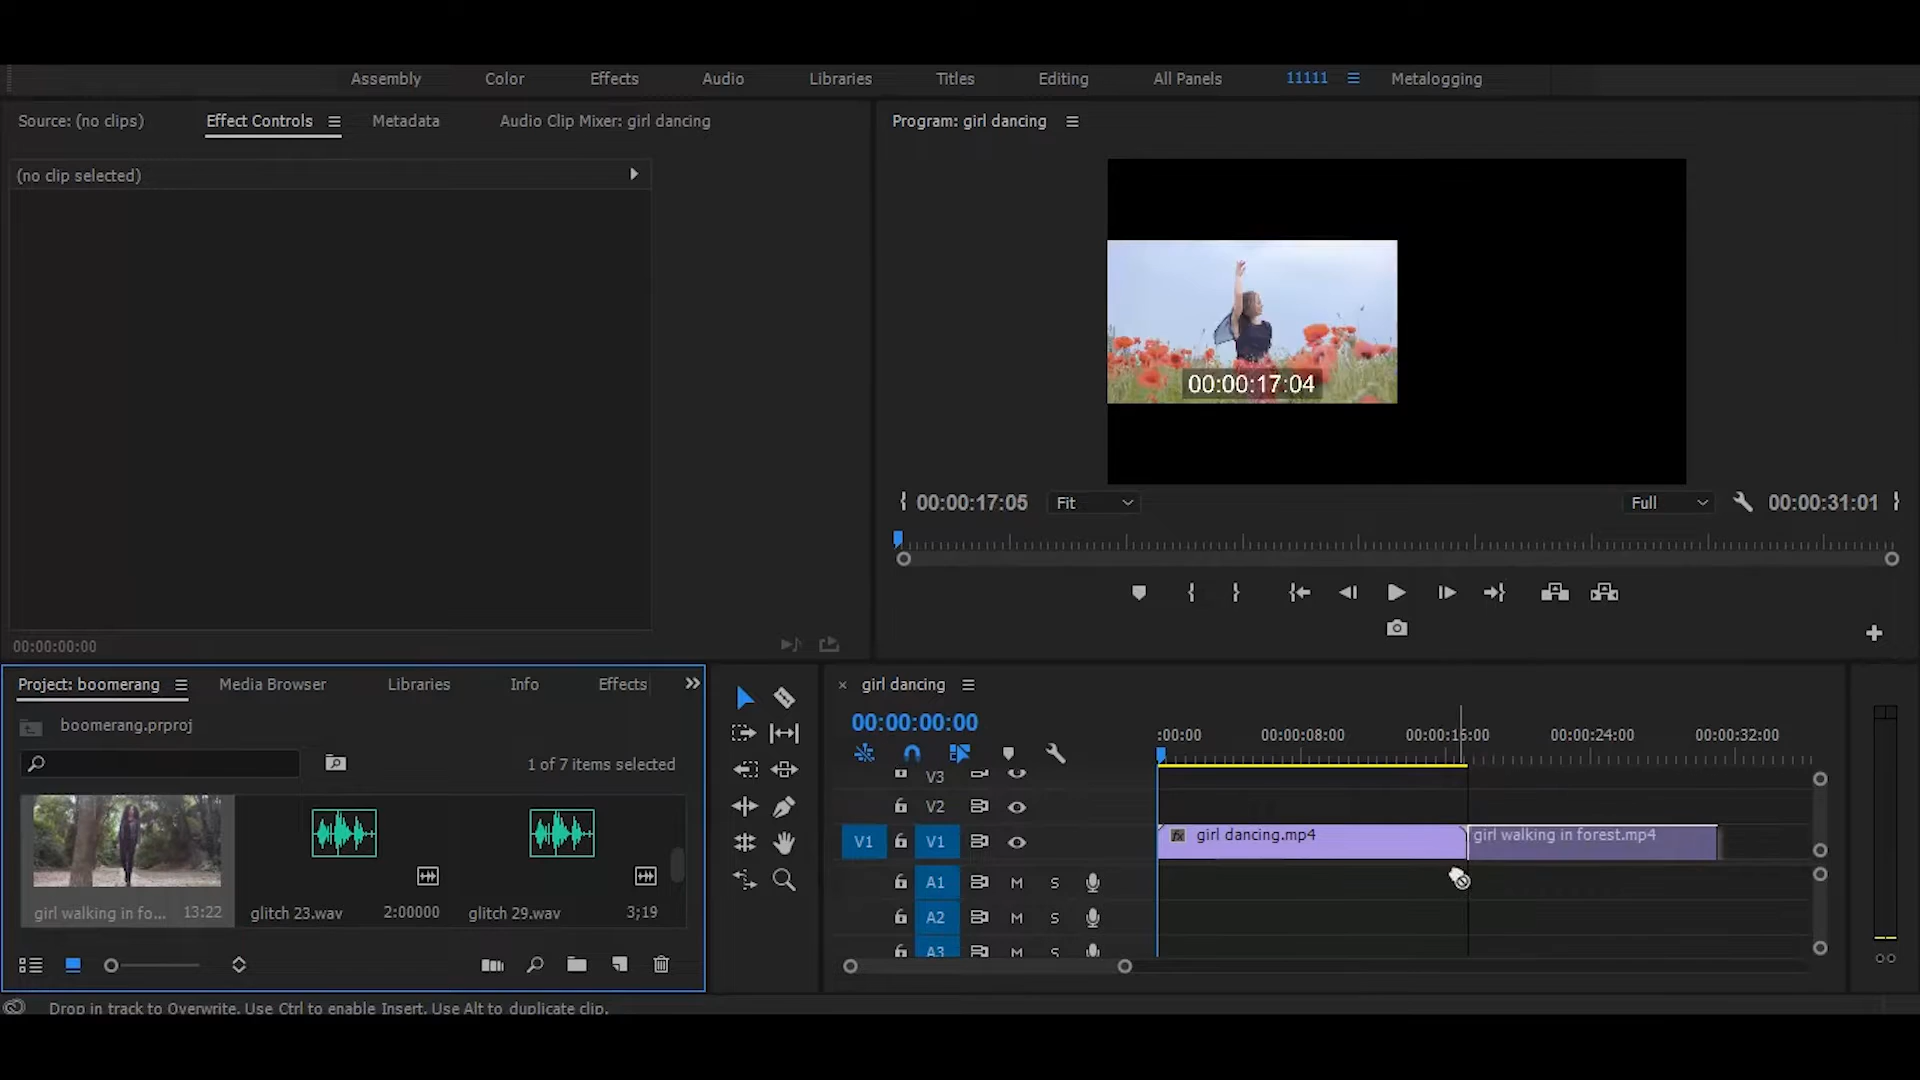 Assembly Color Effects Audio Libraries Titles Editing All Panels 11111 Metalogging
Source: (no clips) Effect Controls Metadata Audio Clip Mixer: girl dancing
(no clip selected)
00:00:00:00
Program: girl dancing
00:00:17:04
00:00:17:05 Fit Full 00:00:31:01
Project: boomerang Media Browser Libraries Info Effects
boomerang.prproj
1 of 7 items selected
girl walking in fo... 13:22 glitch 23.wav 2:00000 glitch 29.wav 3;19
girl dancing
00:00:00:00
:00:00 00:00:08:00 00:00:16:00 00:00:24:00 00:00:32:00
V3
V2
V1 V1 fx girl dancing.mp4 girl walking in forest.mp4
A1 M S
A2 M S
A3 M S
Drop in track to Overwrite. Use Ctrl to enable Insert. Use Alt to duplicate clip.